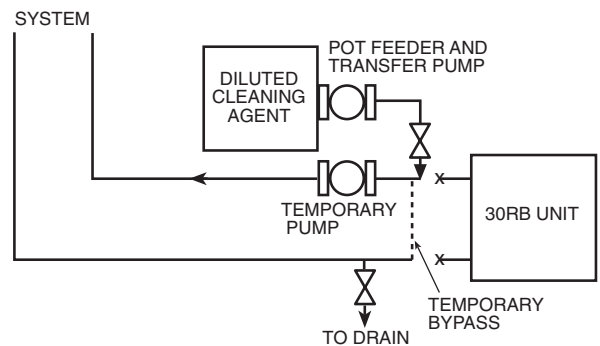 SYSTEM
POT FEEDER AND
TRANSFER PUMP
DILUTED
CLEANING
AGENT
TEMPORARY
PUMP
30RB UNIT
x
x
TEMPORARY
BYPASS
TO DRAIN